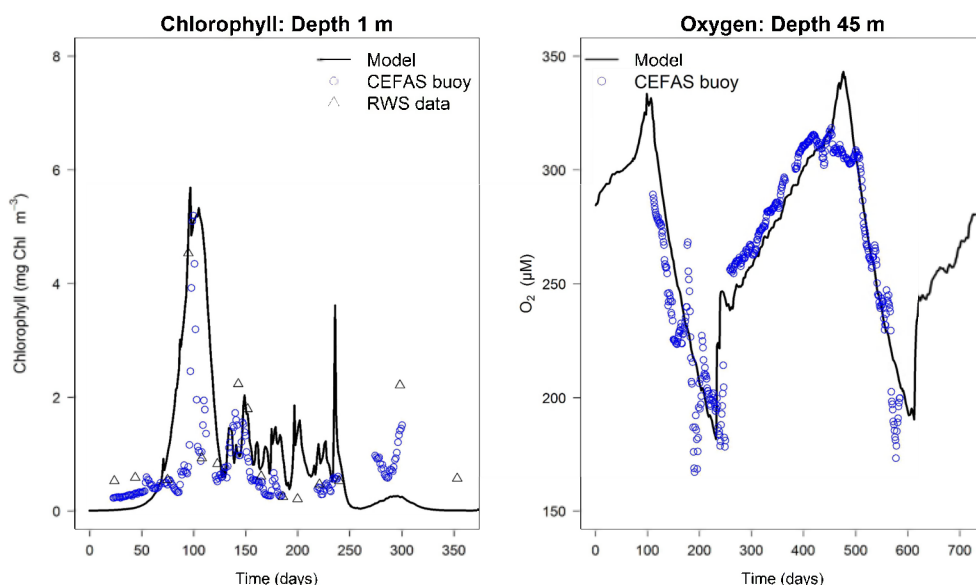 Chlorophyll: Depth 1 m
Model
CEFAS buoy
RWS data
Chlorophyll (mg Chl m⁻³)
8
6
4
2
0
0 50 100 150 200 250 300 350
Time (days)
Oxygen: Depth 45 m
Model
CEFAS buoy
O₂ (µM)
350
300
250
200
150
0 100 200 300 400 500 600 700
Time (days)